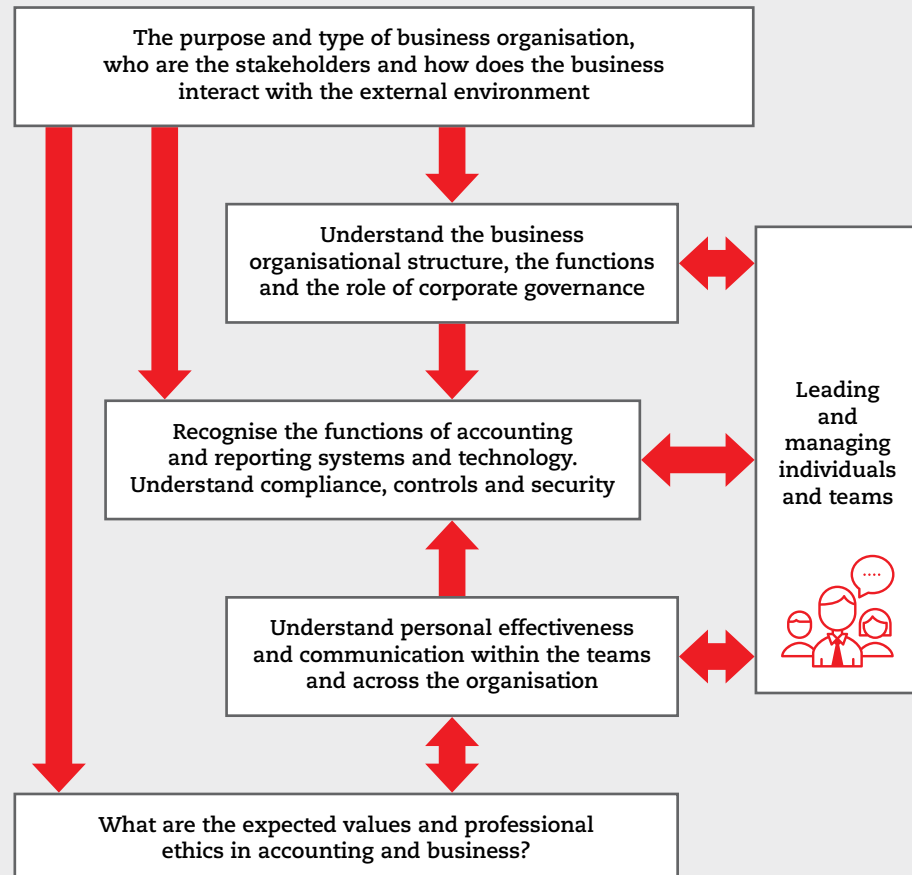 The purpose and type of business organisation,
who are the stakeholders and how does the business
interact with the external environment
Understand the business
organisational structure, the functions
and the role of corporate governance
Leading
and
managing
individuals
and teams
Recognise the functions of accounting
and reporting systems and technology.
Understand compliance, controls and security
Understand personal effectiveness
and communication within the teams
and across the organisation
What are the expected values and professional
ethics in accounting and business?